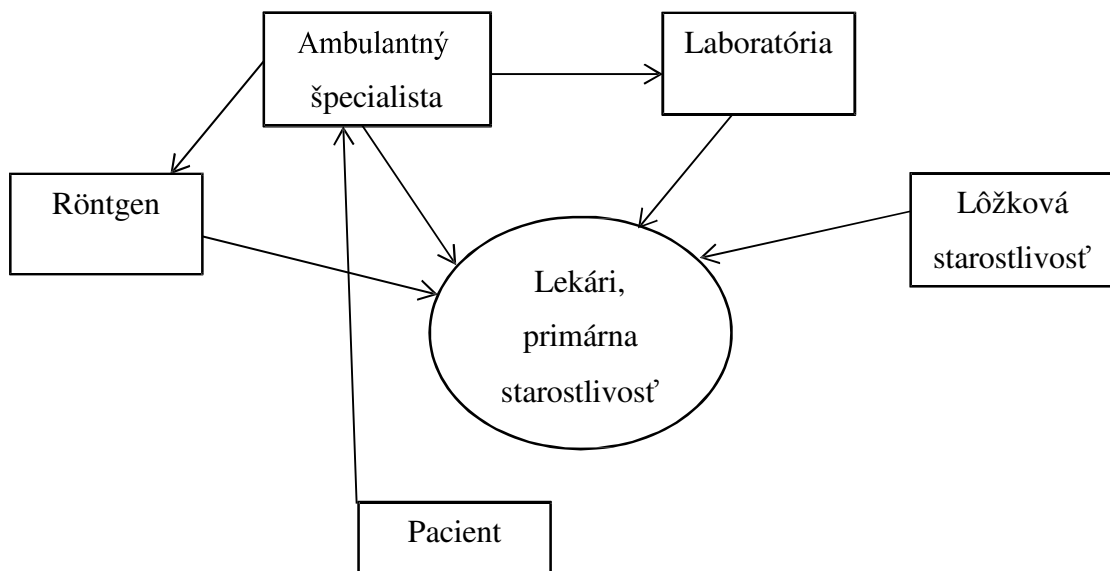 Ambulantný
špecialista
Laboratória
Röntgen
Lôžková
starostlivosť
Lekári,
primárna
starostlivosť
Pacient